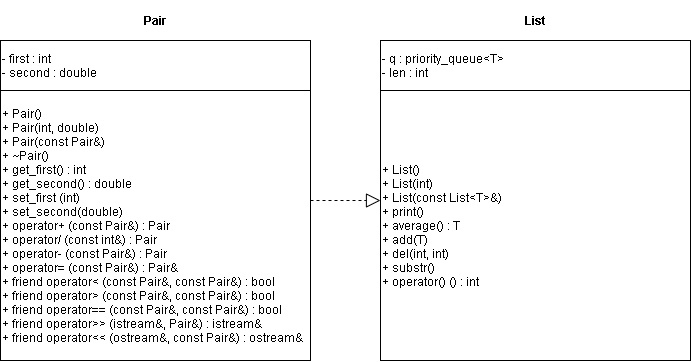 Pair
- first : int
- second : double
+ Pair()
+ Pair(int, double)
+ Pair(const Pair&)
+ ~Pair()
+ get_first() : int
+ get_second() : double
+ set_first (int)
+ set_second(double)
+ operator+ (const Pair&) : Pair
+ operator/ (const int&) : Pair
+ operator- (const Pair&) : Pair
+ operator= (const Pair&) : Pair&
+ friend operator< (const Pair&, const Pair&) : bool
+ friend operator> (const Pair&, const Pair&) : bool
+ friend operator== (const Pair&, const Pair&) : bool
+ friend operator>> (istream&, Pair&) : istream&
+ friend operator<< (ostream&, const Pair&) : ostream&
List
- q : priority_queue<T>
- len : int
+ List()
+ List(int)
+ List(const List<T>&)
+ print()
+ average() : T
+ add(T)
+ del(int, int)
+ substr()
+ operator() () : int